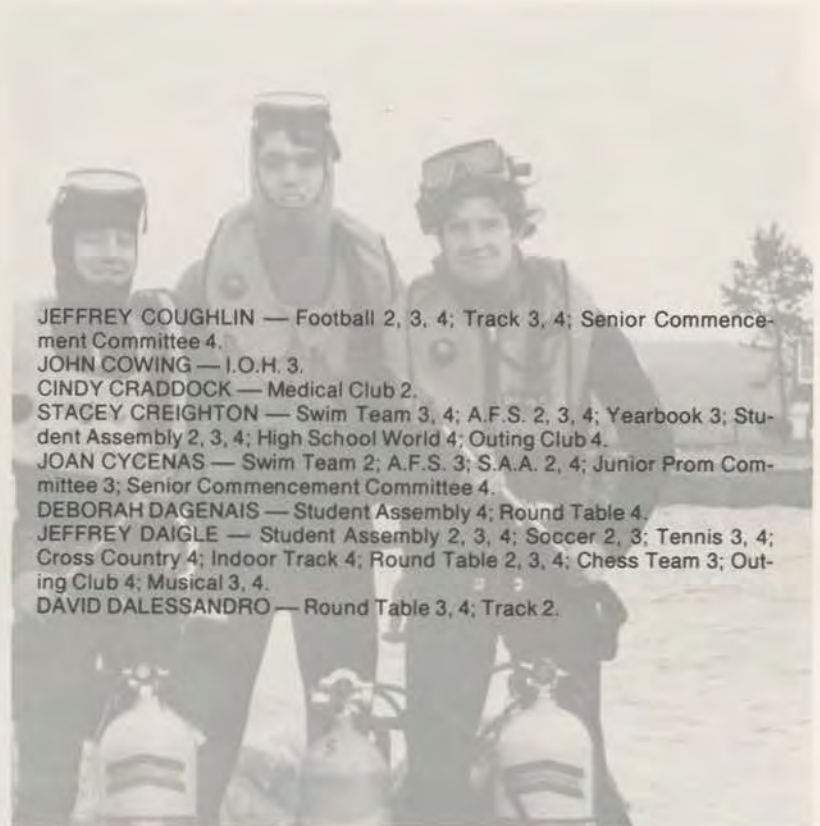 JEFFREY COUGHLIN — Football 2, 3, 4; Track 3, 4; Senior Commence-
ment Committee 4.
JOHN COWING — I.O.H. 3.
CINDY CRADDOCK — Medical Club 2.
STACEY CREIGHTON — Swim Team 3, 4; A.F.S. 2, 3, 4; Yearbook 3; Stu-
dent Assembly 2, 3, 4; High School World 4; Outing Club 4.
JOAN CYCENAS — Swim Team 2; A.F.S. 3; S.A.A. 2, 4; Junior Prom Com-
mittee 3; Senior Commencement Committee 4.
DEBORAH DAGENAIS — Student Assembly 4; Round Table 4.
JEFFREY DAIGLE — Student Assembly 2, 3, 4; Soccer 2, 3; Tennis 3, 4;
Cross Country 4; Indoor Track 4; Round Table 2, 3, 4; Chess Team 3; Out-
ing Club 4; Musical 3, 4.
DAVID DALESSANDRO — Round Table 3, 4; Track 2.